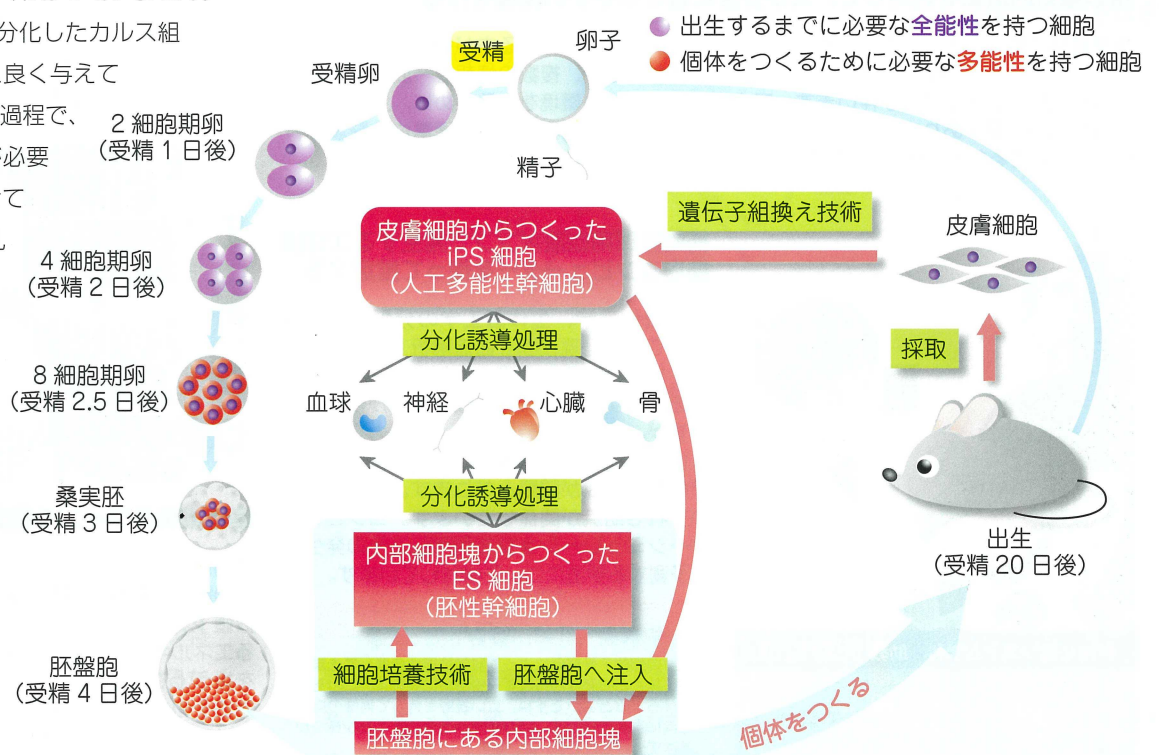 分化したカルス組
良く与えて
過程で、
必要
て
出生するまでに必要な全能性を持つ細胞
個体をつくるために必要な多能性を持つ細胞
卵子
受精
受精卵
精子
2 細胞期卵
(受精 1 日後)
4 細胞期卵
(受精 2 日後)
8 細胞期卵
(受精 2.5 日後)
桑実胚
(受精 3 日後)
胚盤胞
(受精 4 日後)
皮膚細胞からつくった
iPS 細胞
(人工多能性幹細胞)
遺伝子組換え技術
皮膚細胞
採取
分化誘導処理
血球
神経
心臓
骨
分化誘導処理
内部細胞塊からつくった
ES 細胞
(胚性幹細胞)
細胞培養技術
胚盤胞へ注入
胚盤胞にある内部細胞塊
出生
(受精 20 日後)
個体をつくる